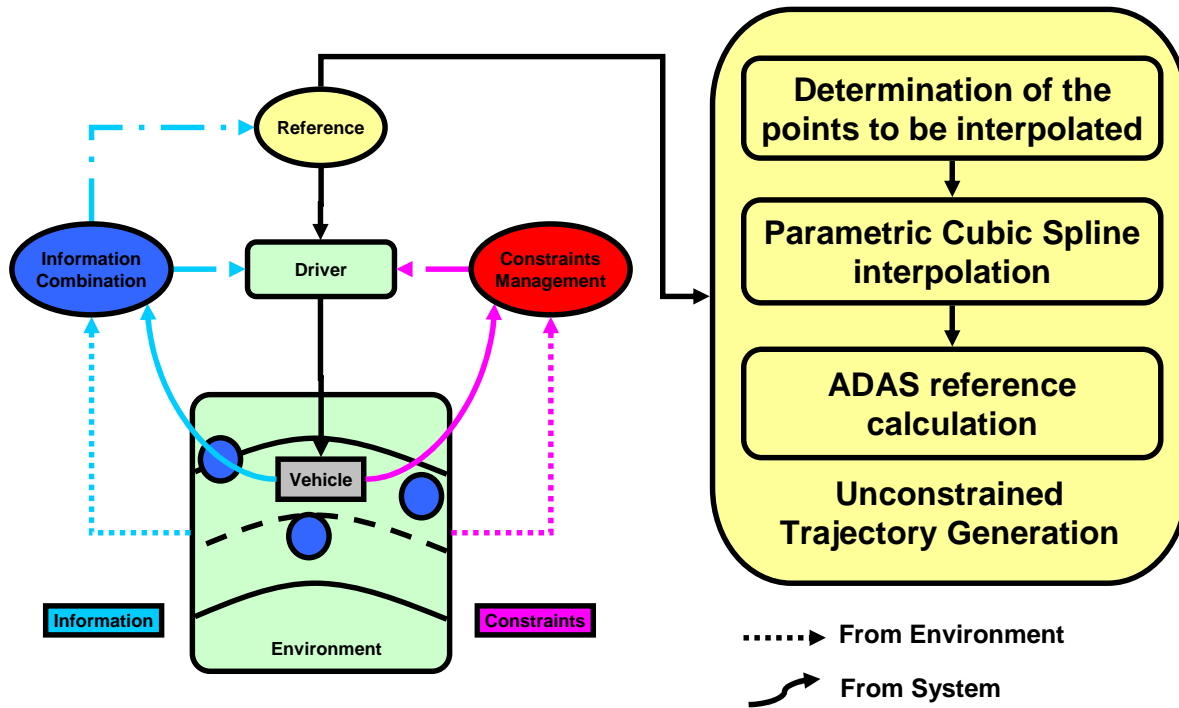 Reference
Information
Combination
Driver
Constraints
Management
Vehicle
Information
Constraints
Environment
Determination of the
points to be interpolated
Parametric Cubic Spline
interpolation
ADAS reference
calculation
Unconstrained
Trajectory Generation
From Environment
From System